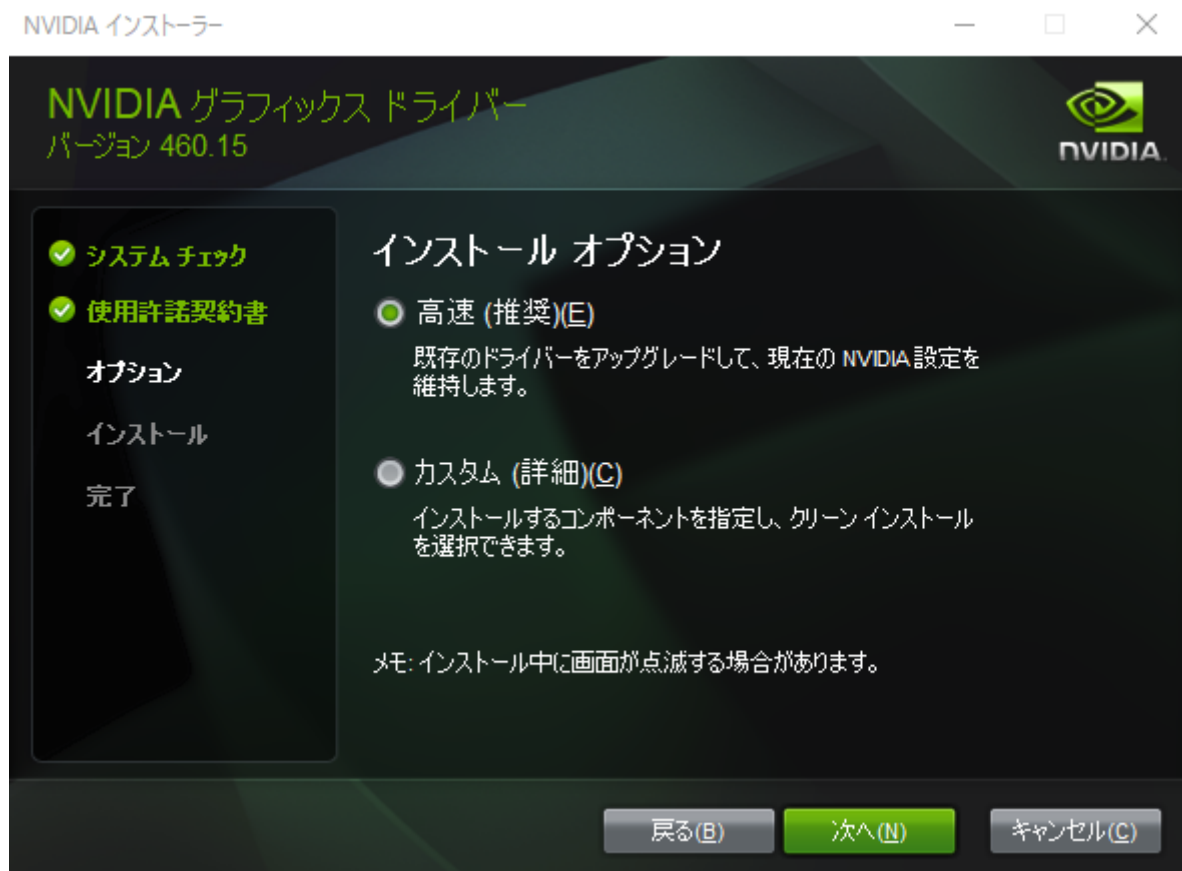 NVIDIA インストーラー
NVIDIA グラフィックス ドライバー
バージョン 460.15
NVIDIA.
システム チェック
使用許諾契約書
オプション
インストール
完了
インストール オプション
高速 (推奨)(E)
既存のドライバーをアップグレードして、現在の NVIDIA 設定を
維持します。
カスタム (詳細)(C)
インストールするコンポーネントを指定し、クリーン インストール
を選択できます。
メモ: インストール中に画面が点滅する場合があります。
戻る(B)
次へ(N)
キャンセル(C)